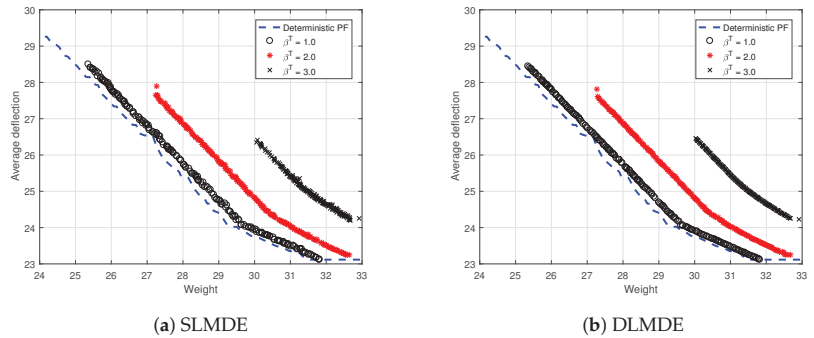 30
29
28
27
26
25
24
23
Average deflection
24 25 26 27 28 29 30 31 32 33
Weight
Deterministic PF
β^T = 1.0
β^T = 2.0
β^T = 3.0
(a) SLMDE
30
29
28
27
26
25
24
23
Average deflection
24 25 26 27 28 29 30 31 32 33
Weight
Deterministic PF
β^T = 1.0
β^T = 2.0
β^T = 3.0
(b) DLMDE